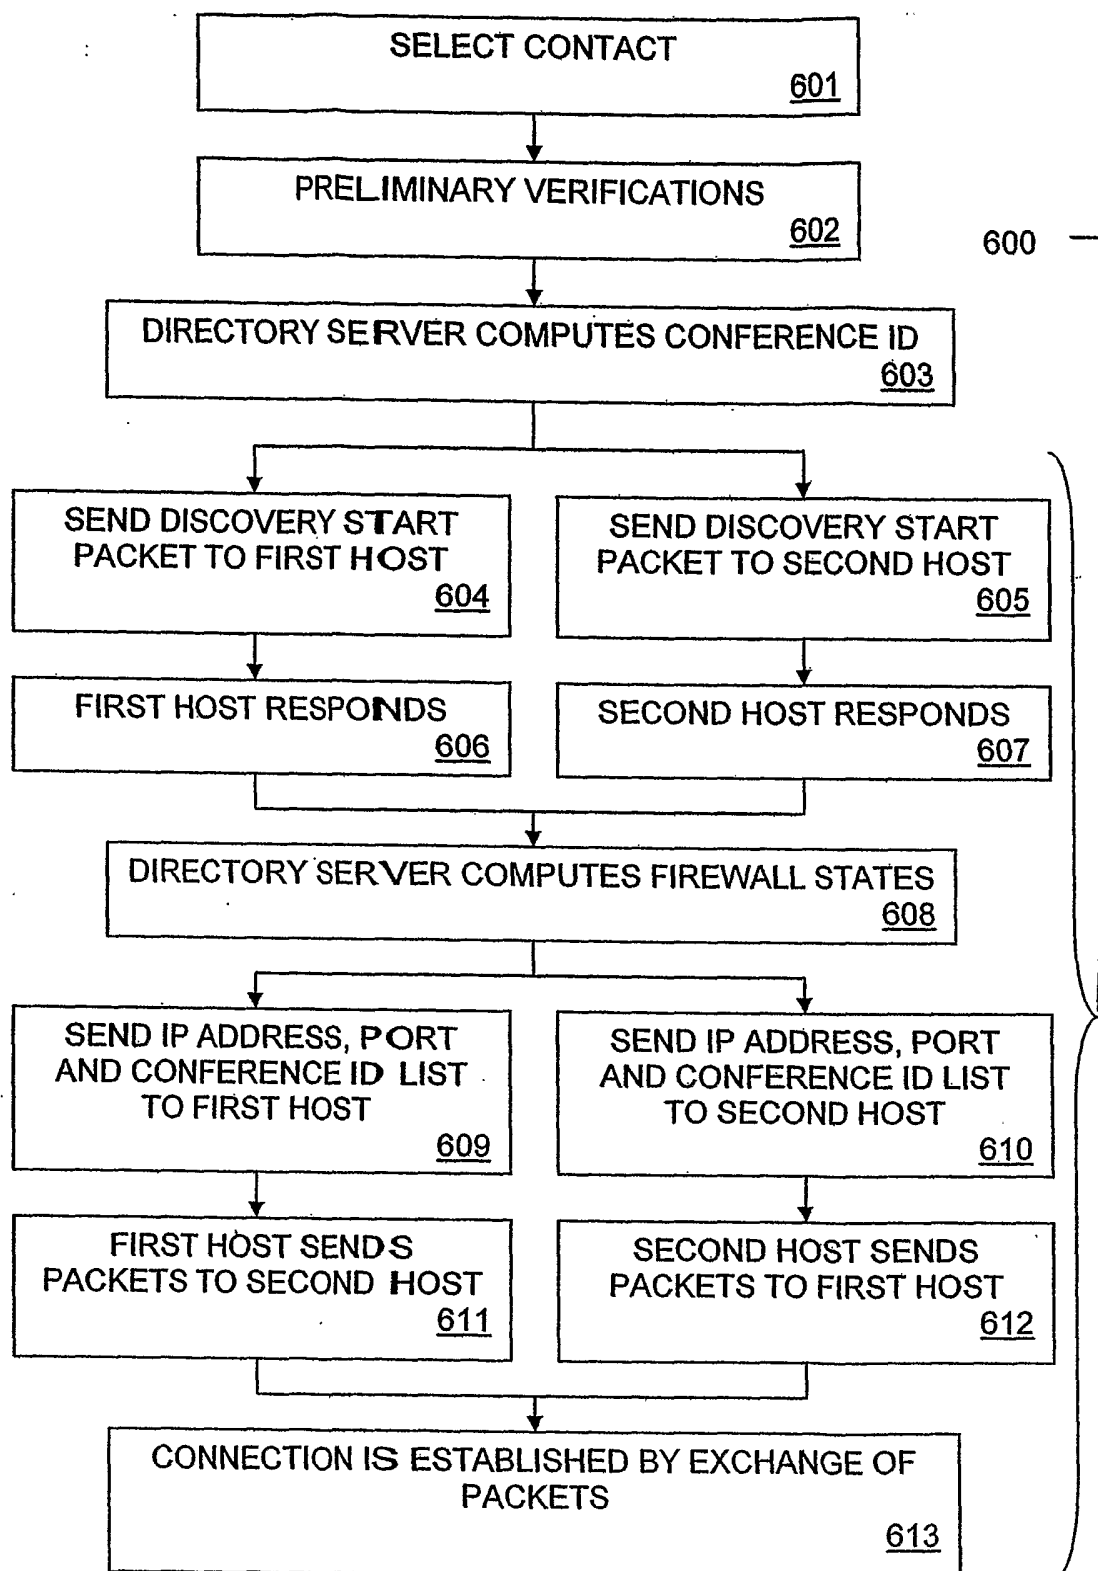 SELECT CONTACT
601
PRELIMINARY VERIFICATIONS
602
600
DIRECTORY SERVER COMPUTES CONFERENCE ID
603
SEND DISCOVERY START
PACKET TO FIRST HOST
604
SEND DISCOVERY START
PACKET TO SECOND HOST
605
FIRST HOST RESPONDS
606
SECOND HOST RESPONDS
607
DIRECTORY SERVER COMPUTES FIREWALL STATES
608
SEND IP ADDRESS, PORT
AND CONFERENCE ID LIST
TO FIRST HOST
609
SEND IP ADDRESS, PORT
AND CONFERENCE ID LIST
TO SECOND HOST
610
FIRST HOST SENDS
PACKETS TO SECOND HOST
611
SECOND HOST SENDS
PACKETS TO FIRST HOST
612
CONNECTION IS ESTABLISHED BY EXCHANGE OF
PACKETS
613